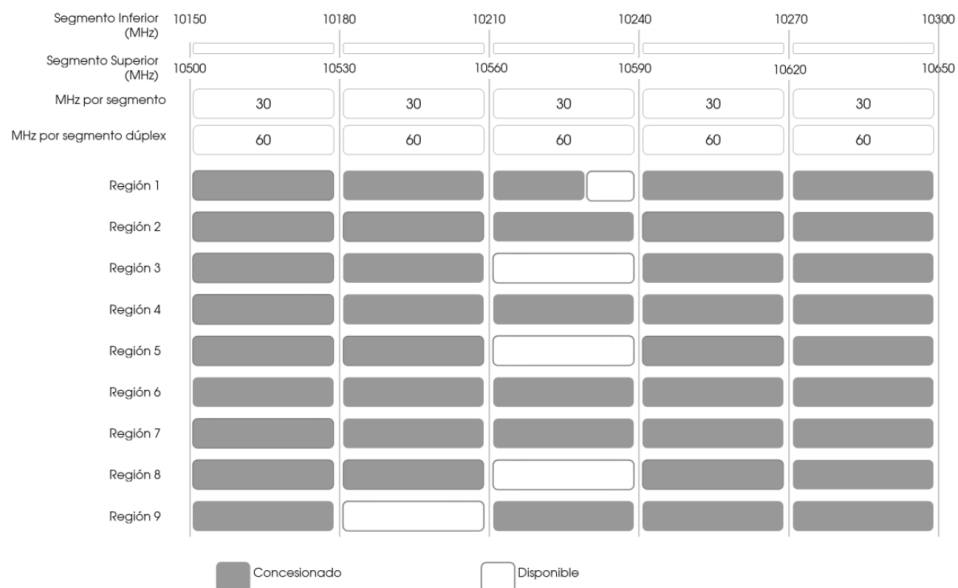 Segmento Inferior (MHz)
10150 10180 10210 10240 10270 10300
Segmento Superior (MHz)
10500 10530 10560 10590 10620 10650
MHz por segmento 30 30 30 30 30
MHz por segmento dúplex 60 60 60 60 60
Región 1
Región 2
Región 3
Región 4
Región 5
Región 6
Región 7
Región 8
Región 9
Concesionado Disponible